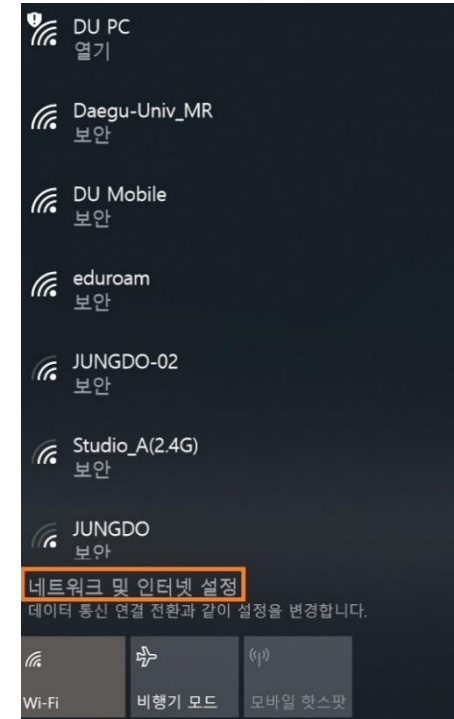 DU PC
열기
Daegu-Univ_MR
보안
DU Mobile
보안
eduroam
보안
JUNGDO-02
보안
Studio_A(2.4G)
보안
JUNGDO
보안
네트워크 및 인터넷 설정
데이터 통신 연결 전환과 같이 설정을 변경합니다.
Wi-Fi
비행기 모드
모바일 핫스팟